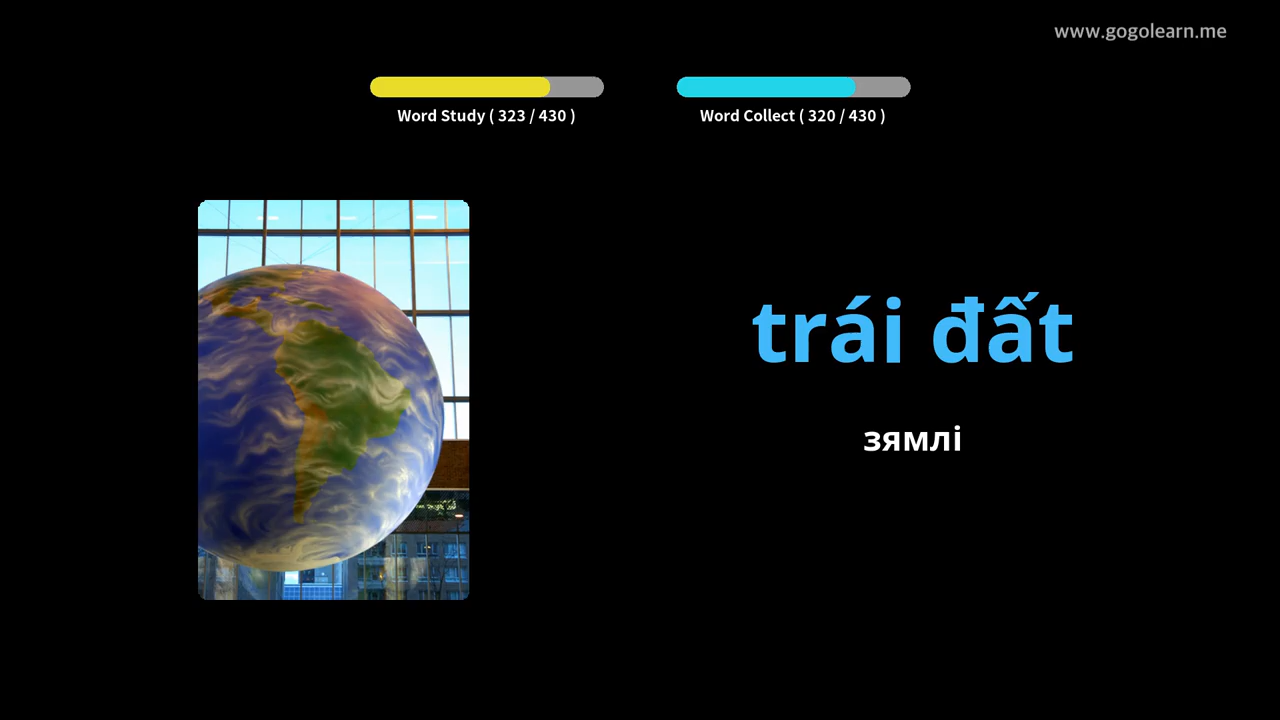 www.gogolearn.me
Word Study ( 323 / 430 )
Word Collect ( 320 / 430 )
trái đất
зямлі